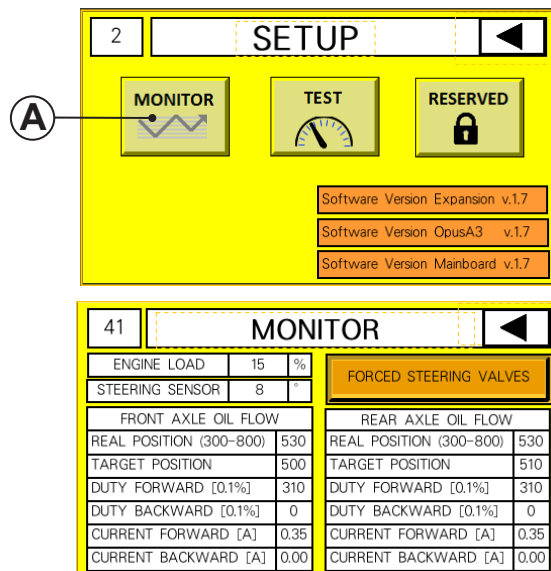 2 SETUP
A
MONITOR TEST RESERVED
Software Version Expansion v.1.7
Software Version OpusA3 v.1.7
Software Version Mainboard v.1.7
41 MONITOR
ENGINE LOAD 15 %
STEERING SENSOR 8 °
FORCED STEERING VALVES
FRONT AXLE OIL FLOW
REAL POSITION (300-800) 530
TARGET POSITION 500
DUTY FORWARD [0.1%] 310
DUTY BACKWARD [0.1%] 0
CURRENT FORWARD [A] 0.35
CURRENT BACKWARD [A] 0.00
REAR AXLE OIL FLOW
REAL POSITION (300-800) 530
TARGET POSITION 510
DUTY FORWARD [0.1%] 310
DUTY BACKWARD [0.1%] 0
CURRENT FORWARD [A] 0.35
CURRENT BACKWARD [A] 0.00